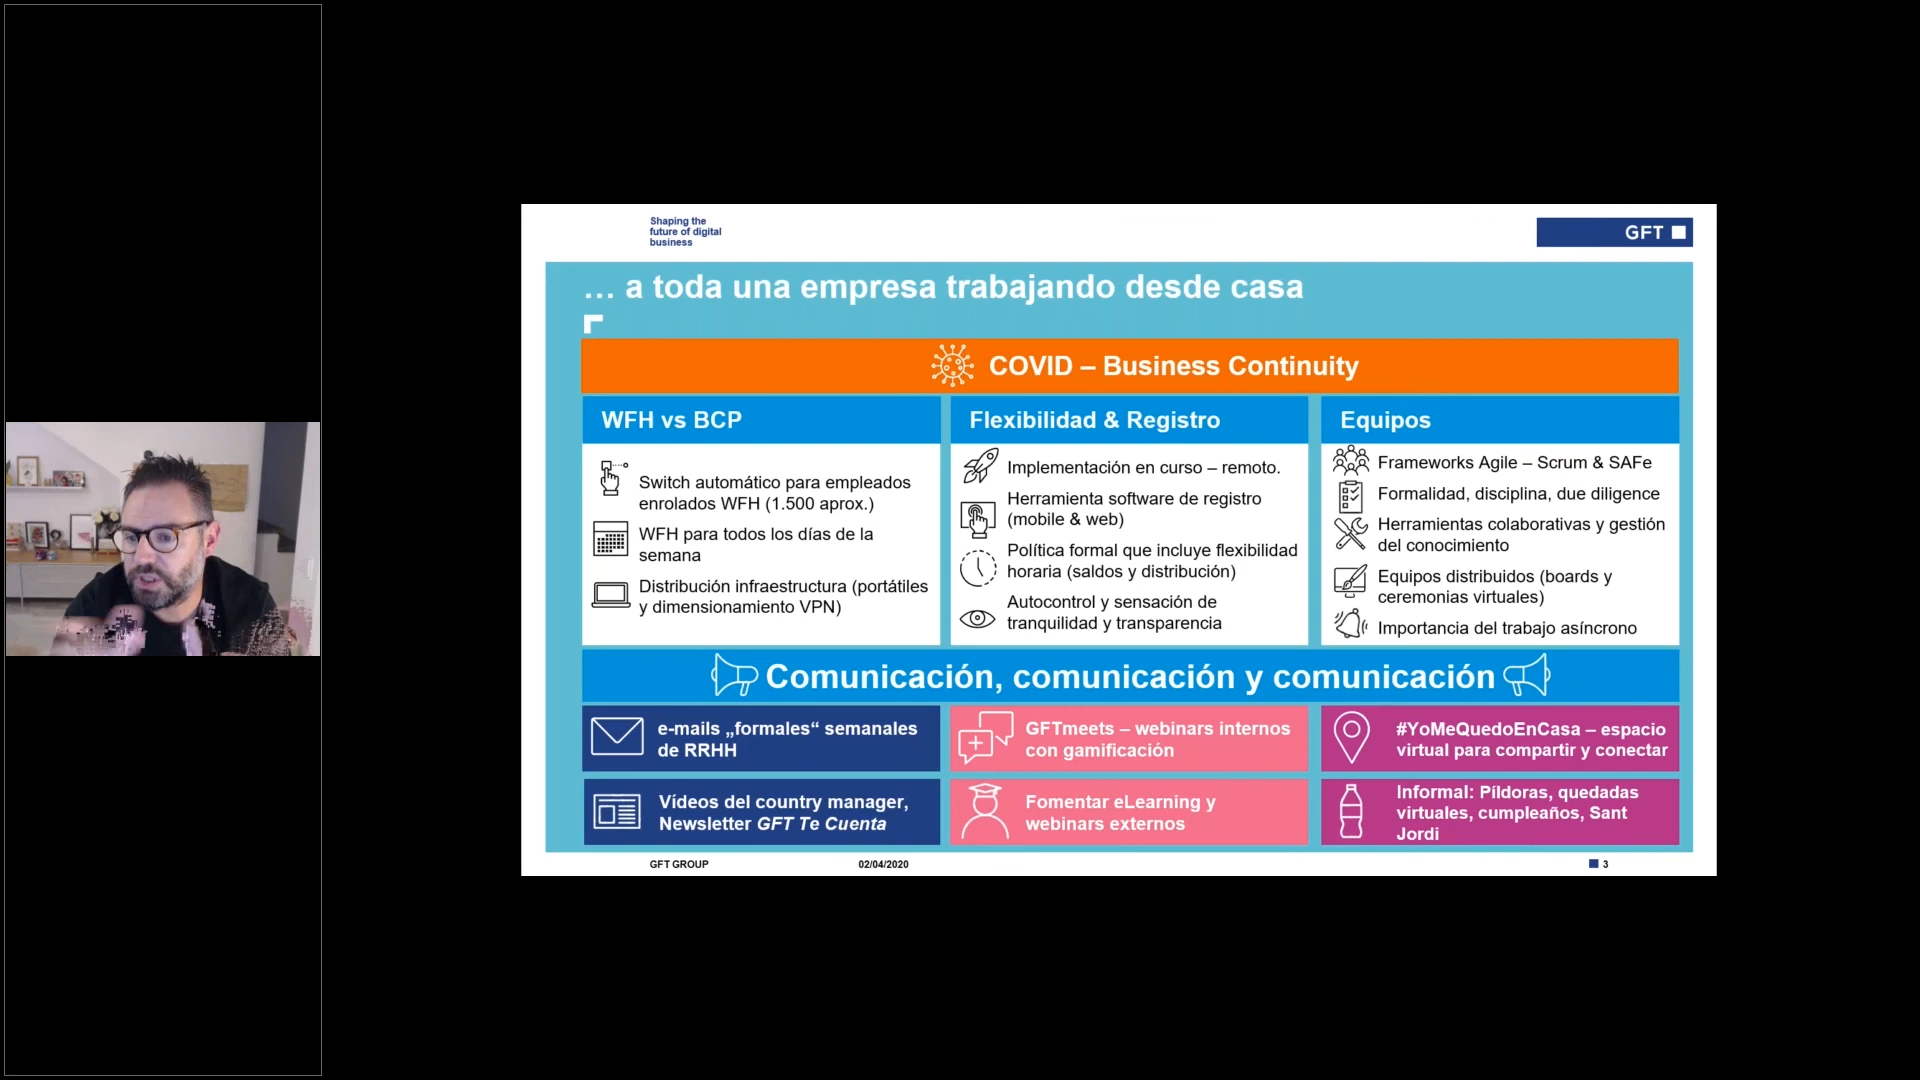 Shaping the
future of digital
business
GFT
... a toda una empresa trabajando desde casa
COVID – Business Continuity
WFH vs BCP
Switch automático para empleados
enrolados WFH (1.500 aprox.)
WFH para todos los días de la
semana
Distribución infraestructura (portátiles
y dimensionamiento VPN)
Flexibilidad & Registro
Implementación en curso – remoto.
Herramienta software de registro
(mobile & web)
Política formal que incluye flexibilidad
horaria (saldos y distribución)
Autocontrol y sensación de
tranquilidad y transparencia
Equipos
Frameworks Agile – Scrum & SAFe
Formalidad, disciplina, due diligence
Herramientas colaborativas y gestión
del conocimiento
Equipos distribuidos (boards y
ceremonias virtuales)
Importancia del trabajo asíncrono
Comunicación, comunicación y comunicación
e-mails „formales“ semanales
de RRHH
GFTmeets – webinars internos
con gamificación
#YoMeQuedoEnCasa – espacio
virtual para compartir y conectar
Vídeos del country manager,
Newsletter GFT Te Cuenta
Fomentar eLearning y
webinars externos
Informal: Píldoras, quedadas
virtuales, cumpleaños, Sant
Jordi
GFT GROUP
02/04/2020
3